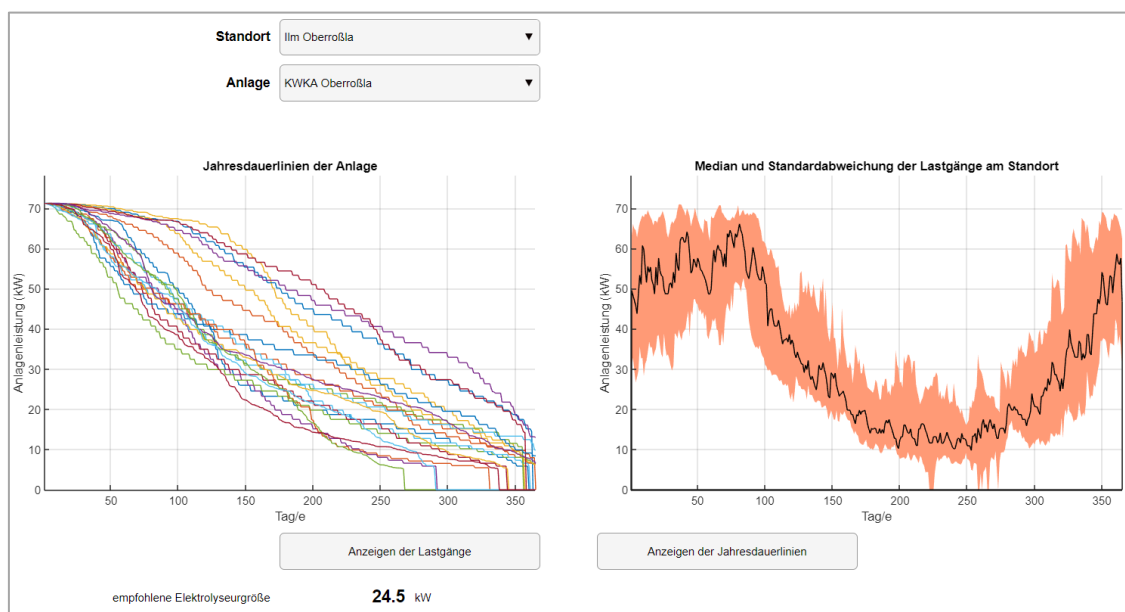 Standort
Ilm Oberroßla
Anlage
KWKA Oberroßla
Jahresdauerlinien der Anlage
70
60
50
40
30
20
10
0
Anlagenleistung (kW)
50 100 150 200 250 300 350
Tag/e
Median und Standardabweichung der Lastgänge am Standort
70
60
50
40
30
20
10
0
Anlagenleistung (kW)
50 100 150 200 250 300 350
Tag/e
Anzeigen der Lastgänge
Anzeigen der Jahresdauerlinien
empfohlene Elektrolyseurgröße 24.5 kW